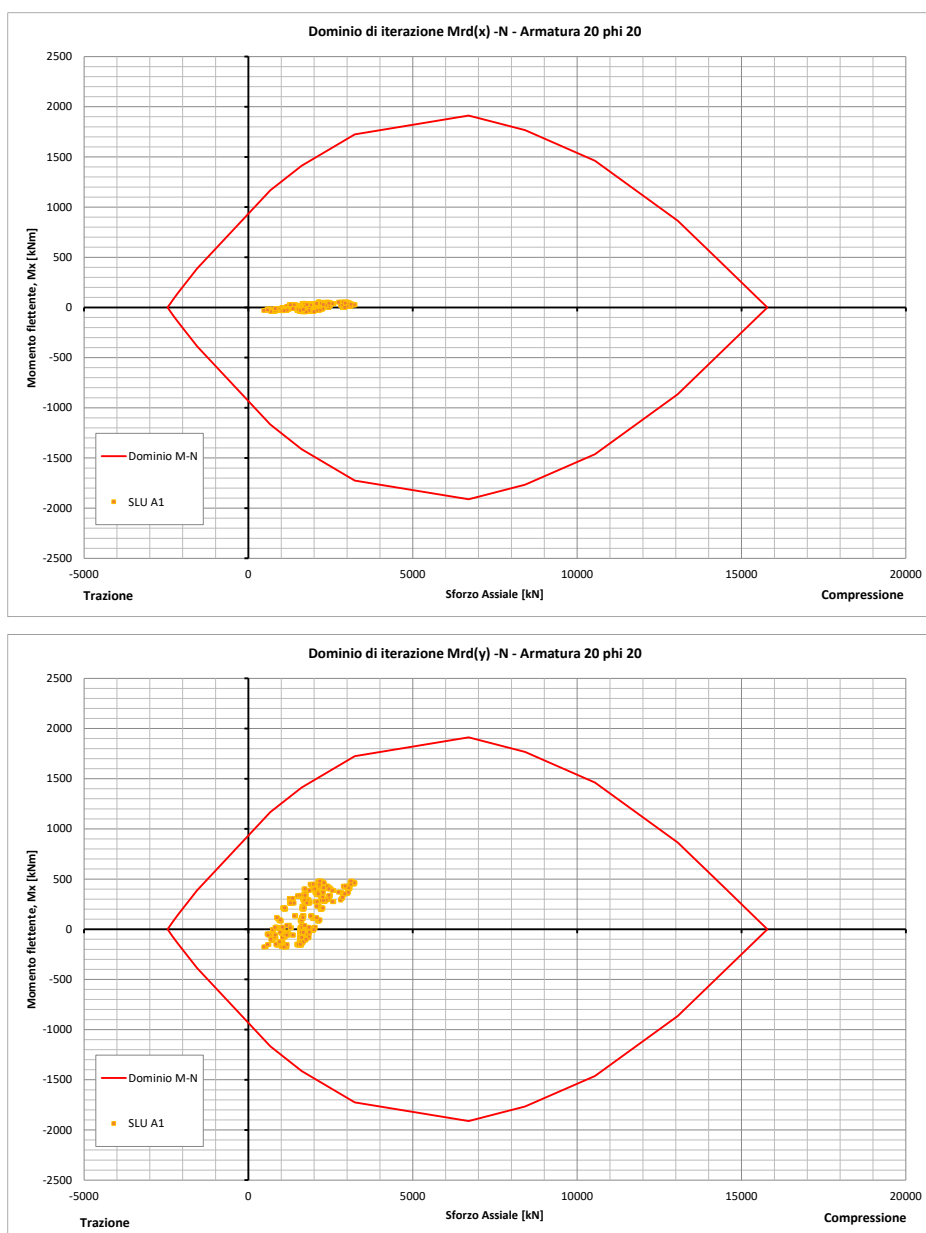 Dominio di iterazione Mrd(x) -N - Armatura 20 phi 20
2500
2000
1500
1000
500
0
-500
-1000
-1500
-2000
-2500
Momento flettente, Mx [kNm]
Dominio M-N
SLU A1
-5000 0 5000 10000 15000 20000
Trazione Sforzo Assiale [kN] Compressione
Dominio di iterazione Mrd(y) -N - Armatura 20 phi 20
2500
2000
1500
1000
500
0
-500
-1000
-1500
-2000
-2500
Momento flettente, Mx [kNm]
Dominio M-N
SLU A1
-5000 0 5000 10000 15000 20000
Trazione Sforzo Assiale [kN] Compressione